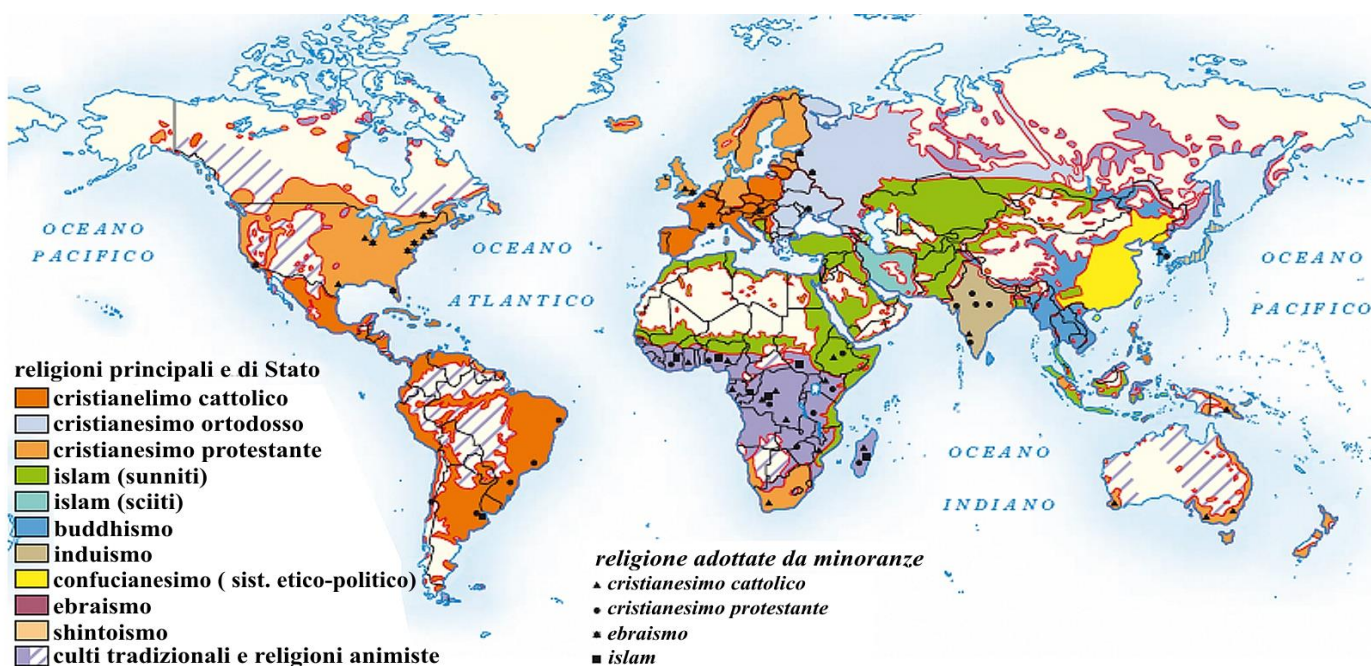 OCEANO
PACIFICO
OCEANO
ATLANTICO
OCEANO
PACIFICO
OCEANO
INDIANO
religioni principali e di Stato
cristianelimo cattolico
cristianesimo ortodosso
cristianesimo protestante
islam (sunniti)
islam (sciiti)
buddhismo
induismo
confucianesimo ( sist. etico-politico)
ebraismo
shintoismo
culti tradizionali e religioni animiste
religione adottate da minoranze
cristianesimo cattolico
cristianesimo protestante
ebraismo
islam